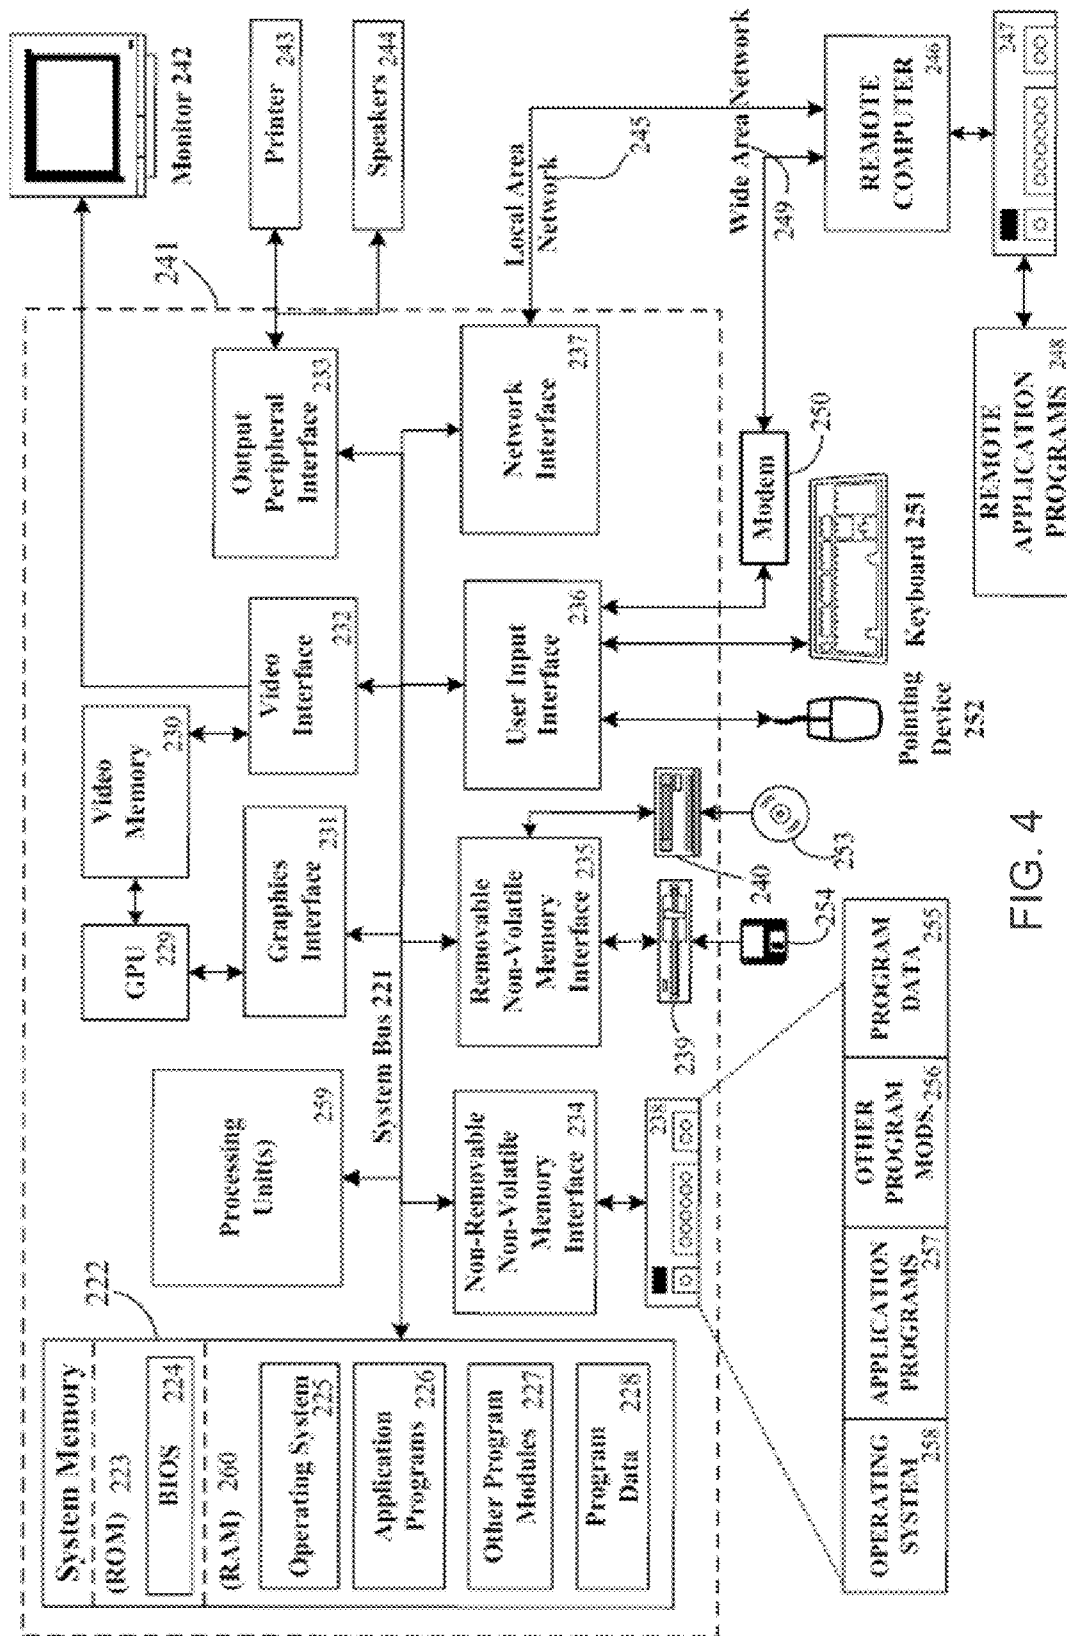 System Memory
222
(ROM) 223
BIOS 224
(RAM) 260
Operating System
225
Application
Programs 226
Other Program
Modules 227
Program
Data 228
Processing
Unit(s)
259
GPU
229
Video
Memory
230
Graphics
Interface
231
Video
Interface
232
Output
Peripheral
Interface
233
241
Monitor 242
Printer
243
Speakers
244
System Bus 221
Non-Removable
Non-Volatile
Memory
Interface 234
Removable
Non-Volatile
Memory
Interface 235
User Input
Interface
236
Network
Interface
237
Local Area
Network
245
Wide Area Network
249
238
239
240
254
253
Modem
250
Pointing
Device
252
Keyboard 251
REMOTE
COMPUTER
246
247
REMOTE
APPLICATION
PROGRAMS 248
OPERATING
SYSTEM
258
APPLICATION
PROGRAMS
257
OTHER
PROGRAM
MODS. 256
PROGRAM
DATA
255
FIG. 4